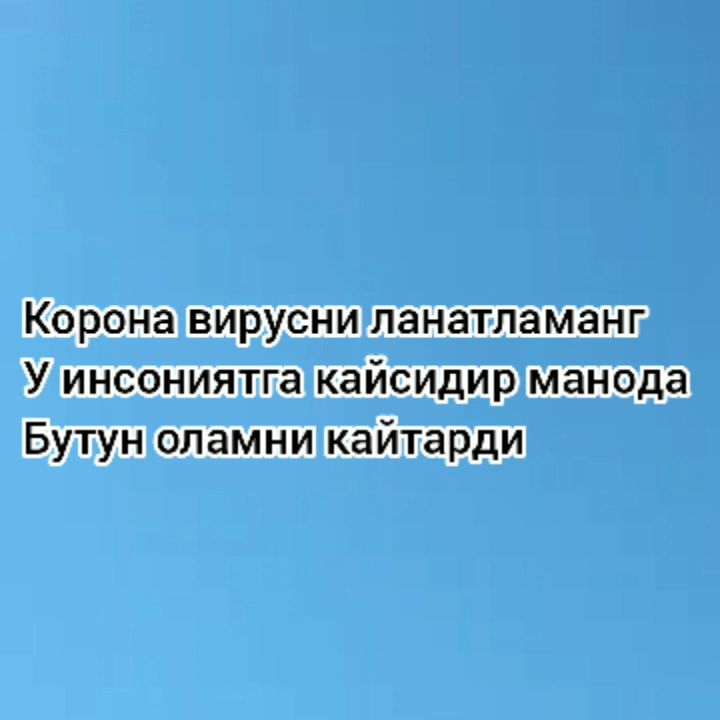 Корона вирусни ланатламанг
У инсониятга кайсидир манода
Бутун оламни кайтарди